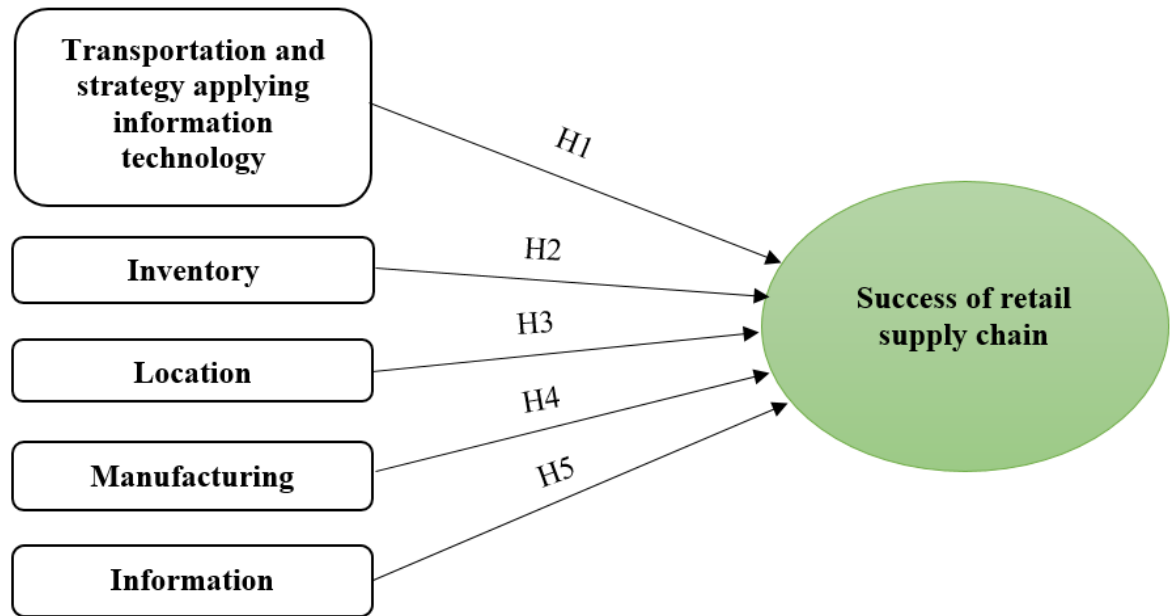 Transportation and
strategy applying
information
technology
H1
Inventory
H2
Location
H3
Manufacturing
H4
Information
H5
Success of retail
supply chain